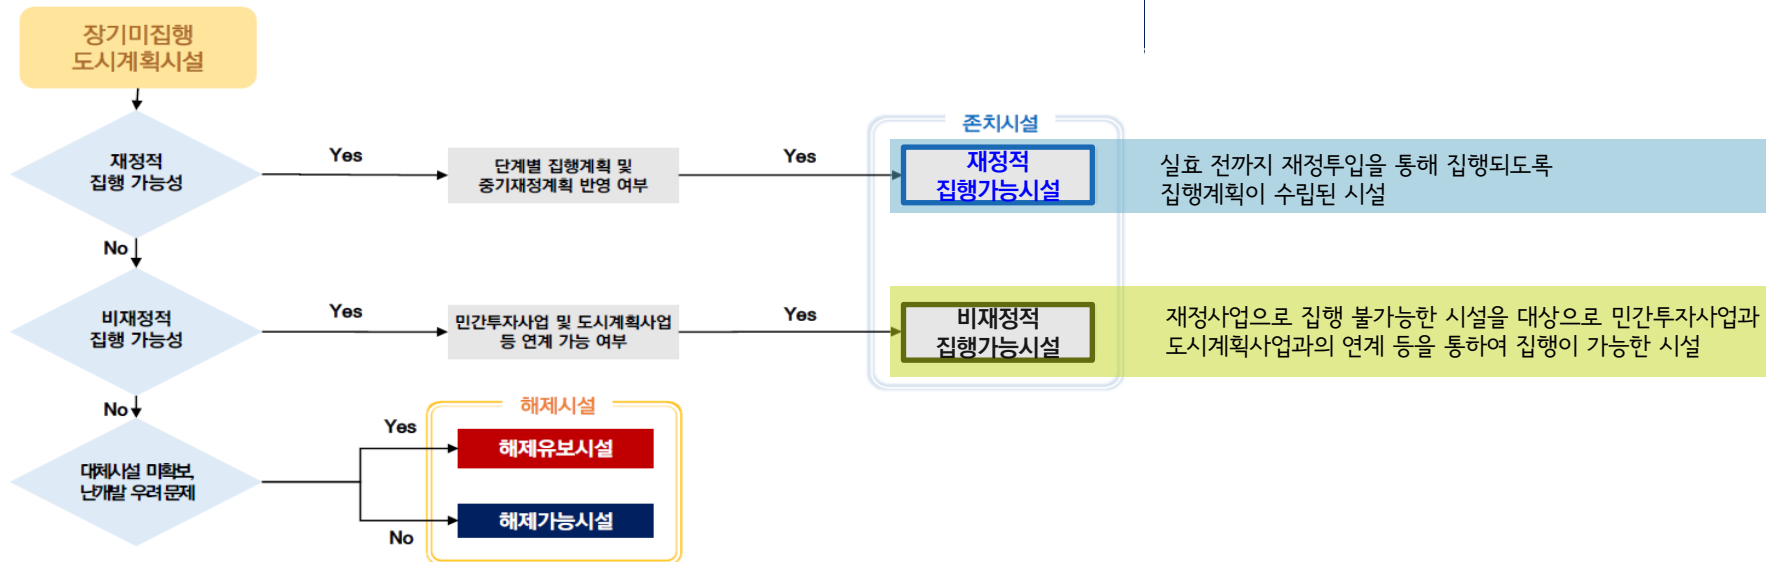 장기미집행
도시계획시설
재정적
집행 가능성
Yes
단계별 집행계획 및
중기재정계획 반영 여부
Yes
존치시설
재정적
집행가능시설
실효 전까지 재정투입을 통해 집행되도록
집행계획이 수립된 시설
No
비재정적
집행 가능성
Yes
민간투자사업 및 도시계획사업
등 연계 가능 여부
Yes
비재정적
집행가능시설
재정사업으로 집행 불가능한 시설을 대상으로 민간투자사업과
도시계획사업과의 연계 등을 통하여 집행이 가능한 시설
No
대체시설 미확보,
난개발 우려 문제
Yes
해제시설
해제유보시설
No
해제가능시설